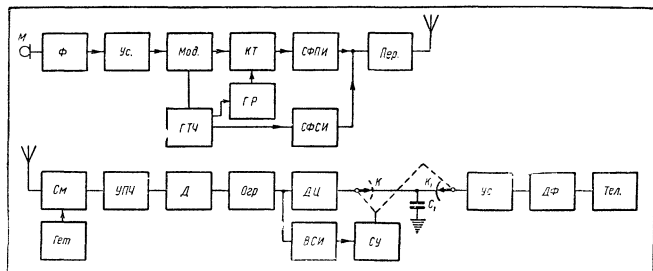 М
Ф
Ус.
Мод.
КТ
СФПИ
Пер.
ГТЧ
ГР
СФСИ
См
УПЧ
Д
Огр
ДЦ
К
К₁
С₁
Ус
ДФ
Тел.
Гет
ВСИ
СУ